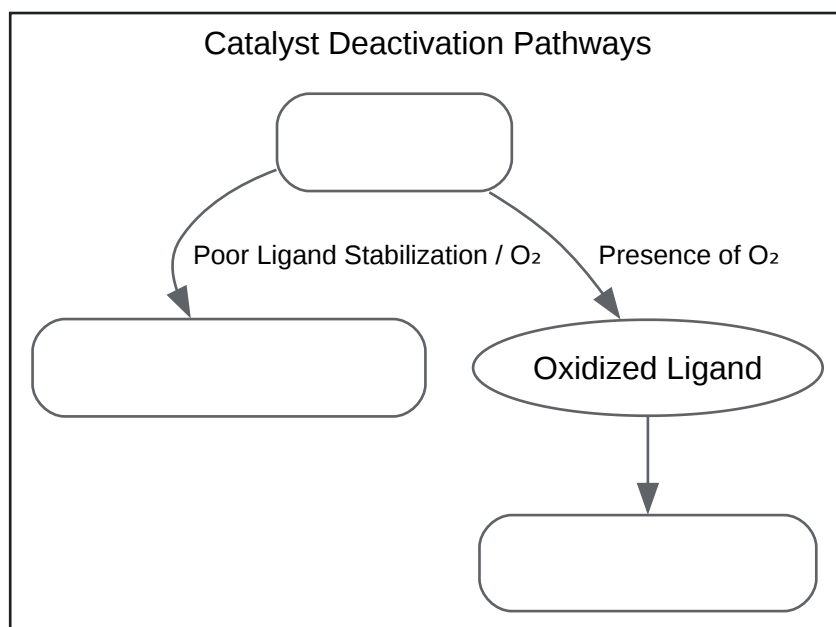 Catalyst Deactivation Pathways
Poor Ligand Stabilization / O₂
Presence of O₂
Oxidized Ligand